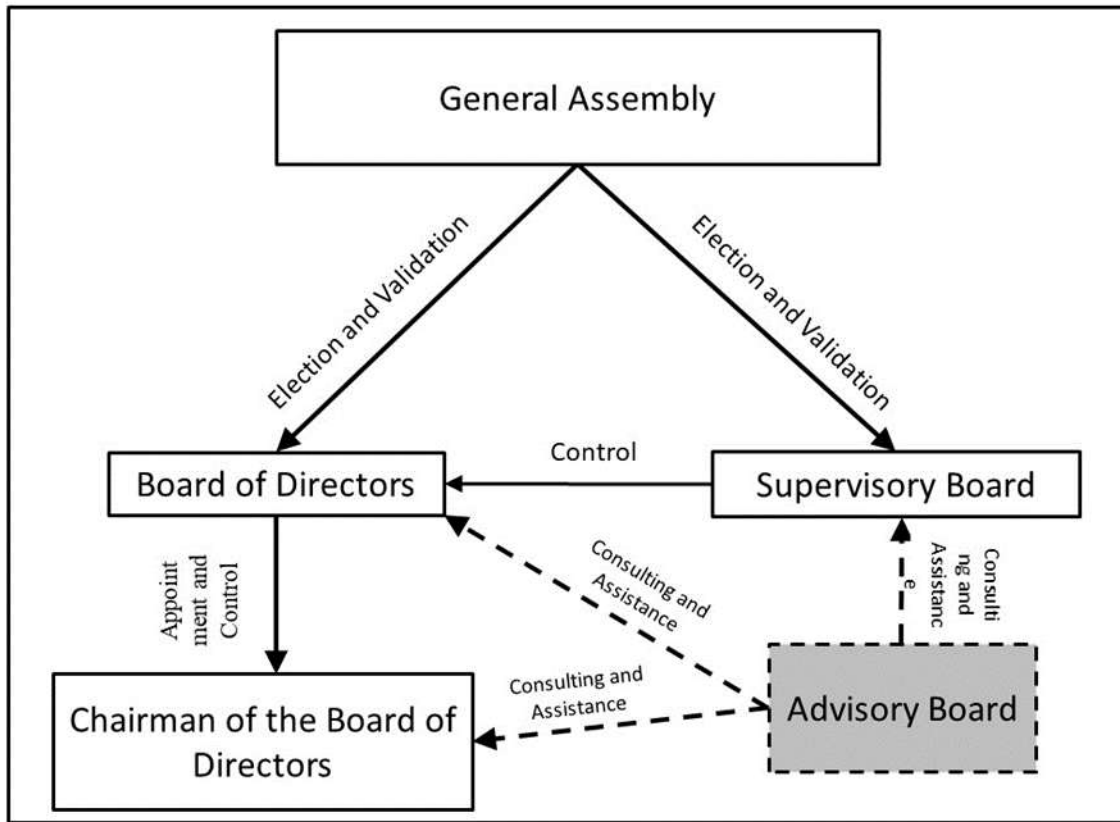 General Assembly
Election and Validation
Election and Validation
Control
Board of Directors
Supervisory Board
Appoint
ment and
Control
Consulting and
Assistance
Consulti
ng and
Assistanc
e
Consulting and
Assistance
Chairman of the Board of
Directors
Advisory Board